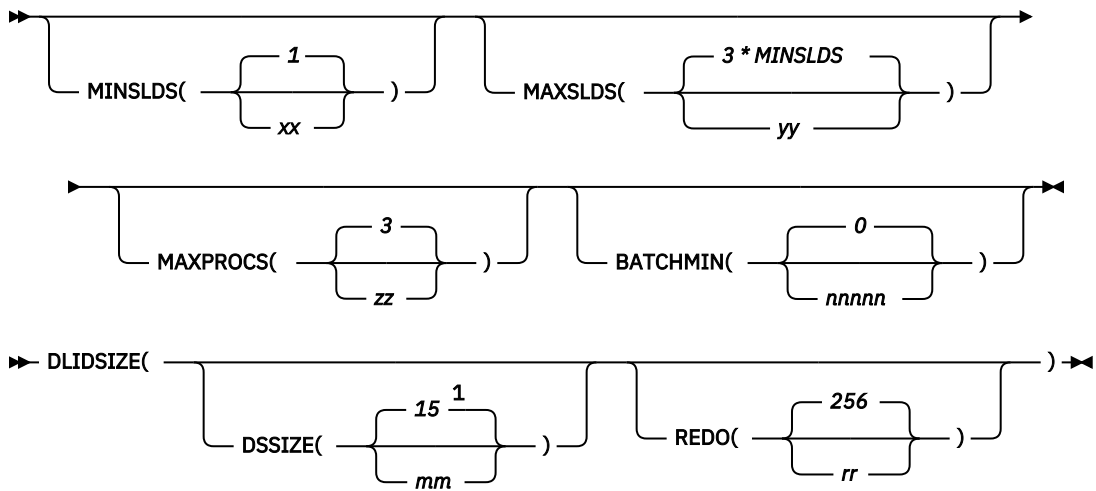 1
3 * MINSLDS
MINSLDS( ) MAXSLDS( )
xx
yy
3
0
MAXPROCS( ) BATCHMIN( )
zz
nnnnn
DLIDSIZE( )
15 1
256
DSSIZE( ) REDO( )
mm
rr